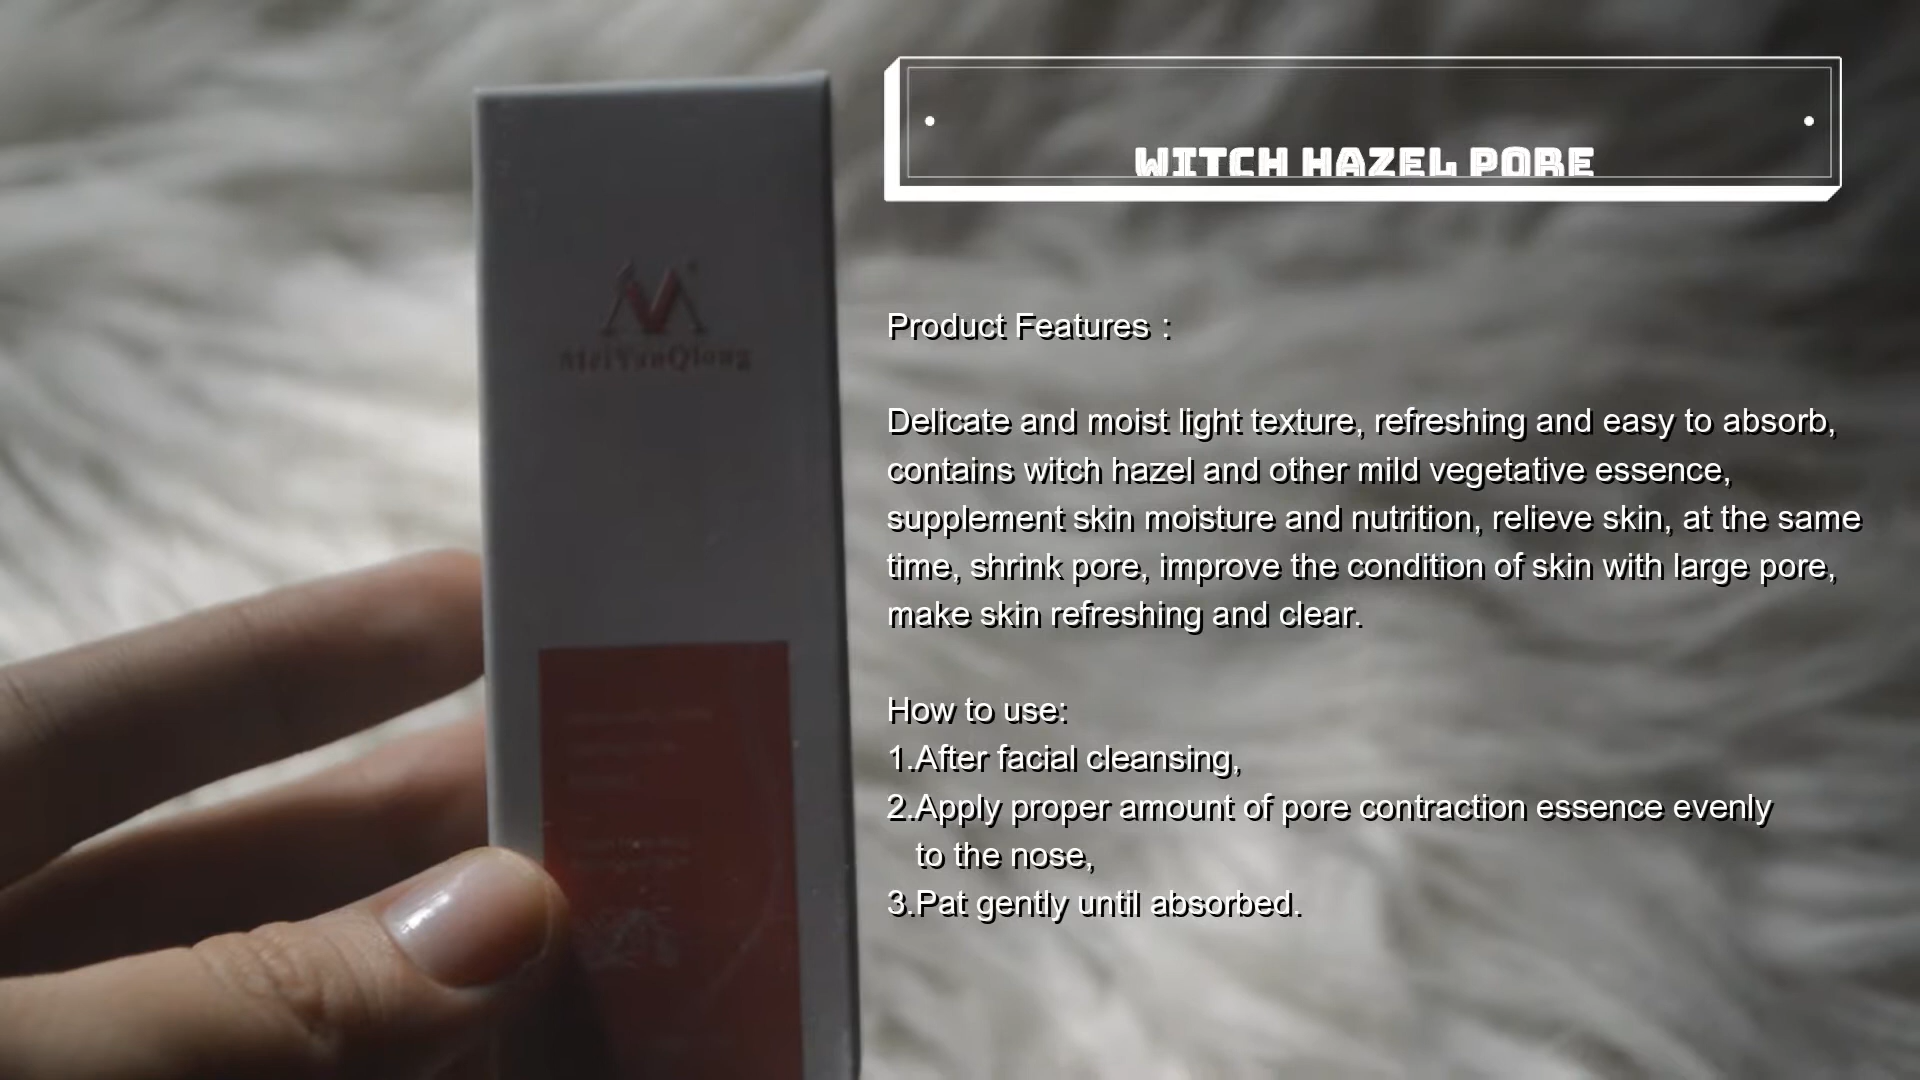 MeiYanQiong
WITCH HAZEL PORE
Product Features :
Delicate and moist light texture, refreshing and easy to absorb,
contains witch hazel and other mild vegetative essence,
supplement skin moisture and nutrition, relieve skin, at the same
time, shrink pore, improve the condition of skin with large pore,
make skin refreshing and clear.
How to use:
1.After facial cleansing,
2.Apply proper amount of pore contraction essence evenly
to the nose,
3.Pat gently until absorbed.